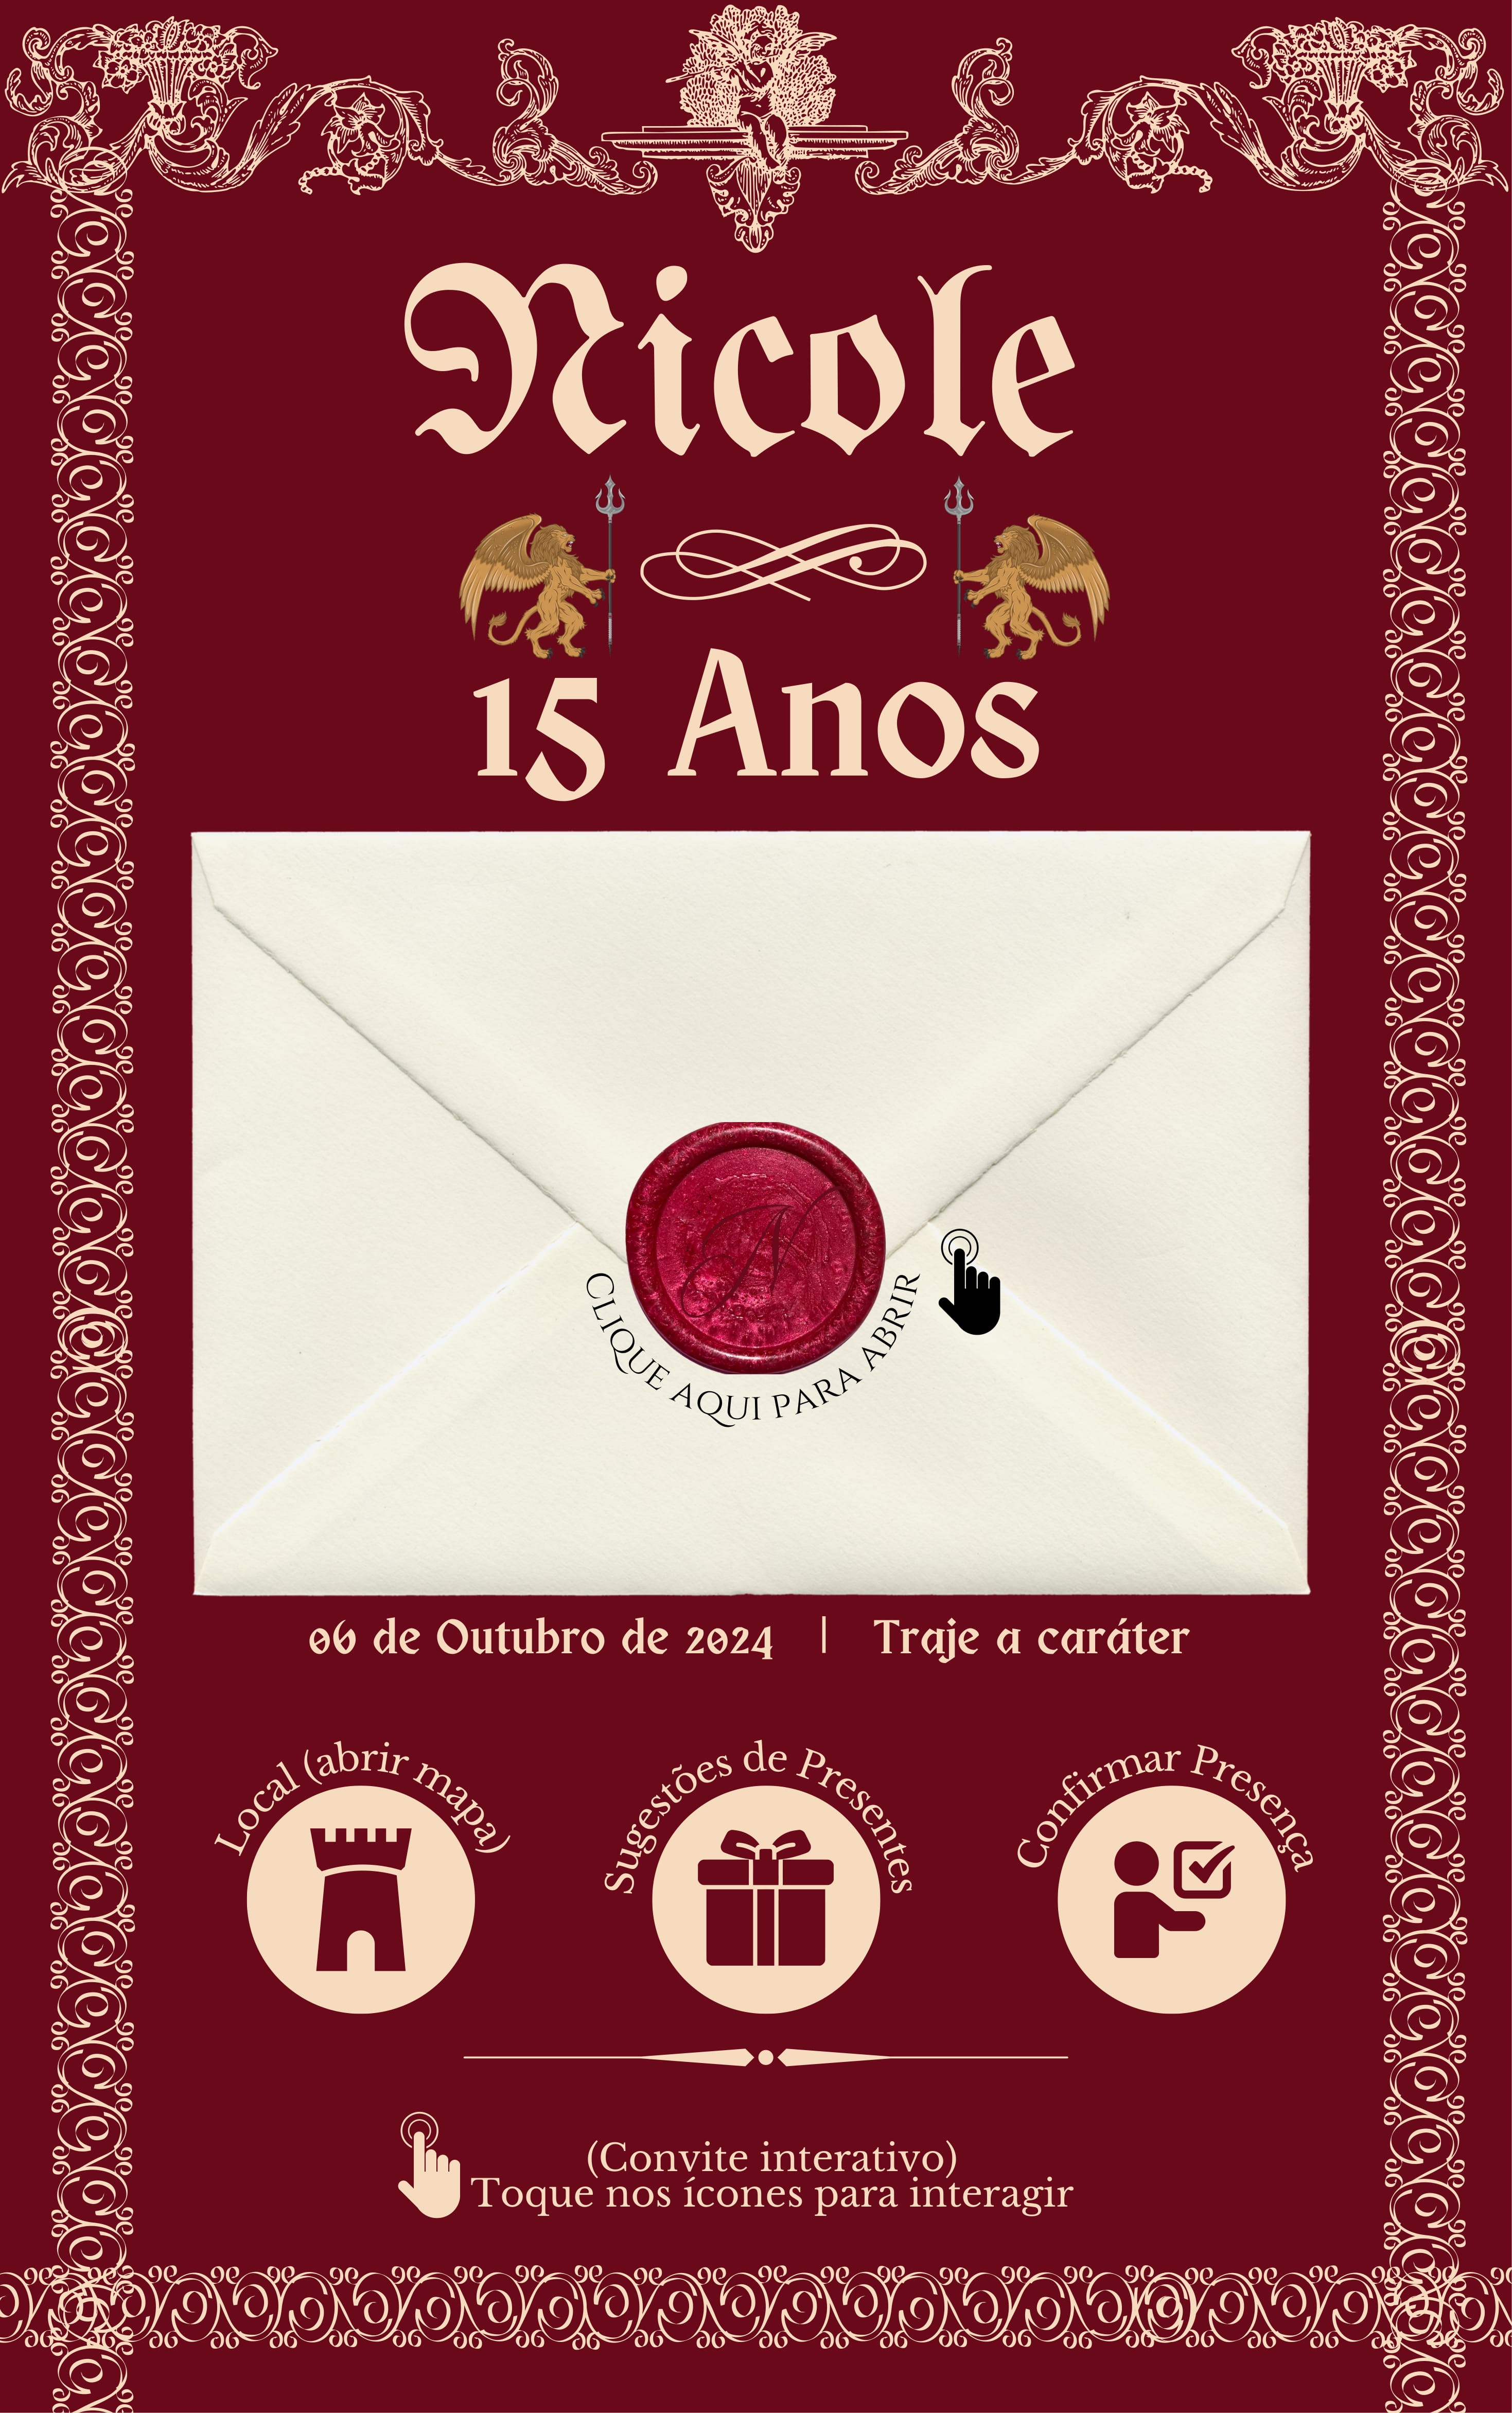 Nicole
15 Anos
N
CLIQUE AQUI PARA ABRIR
06 de Outubro de 2024 | Traje a caráter
Local (abrir mapa)
Sugestões de Presentes
Confirmar Presença
(Convite interativo)
Toque nos ícones para interagir